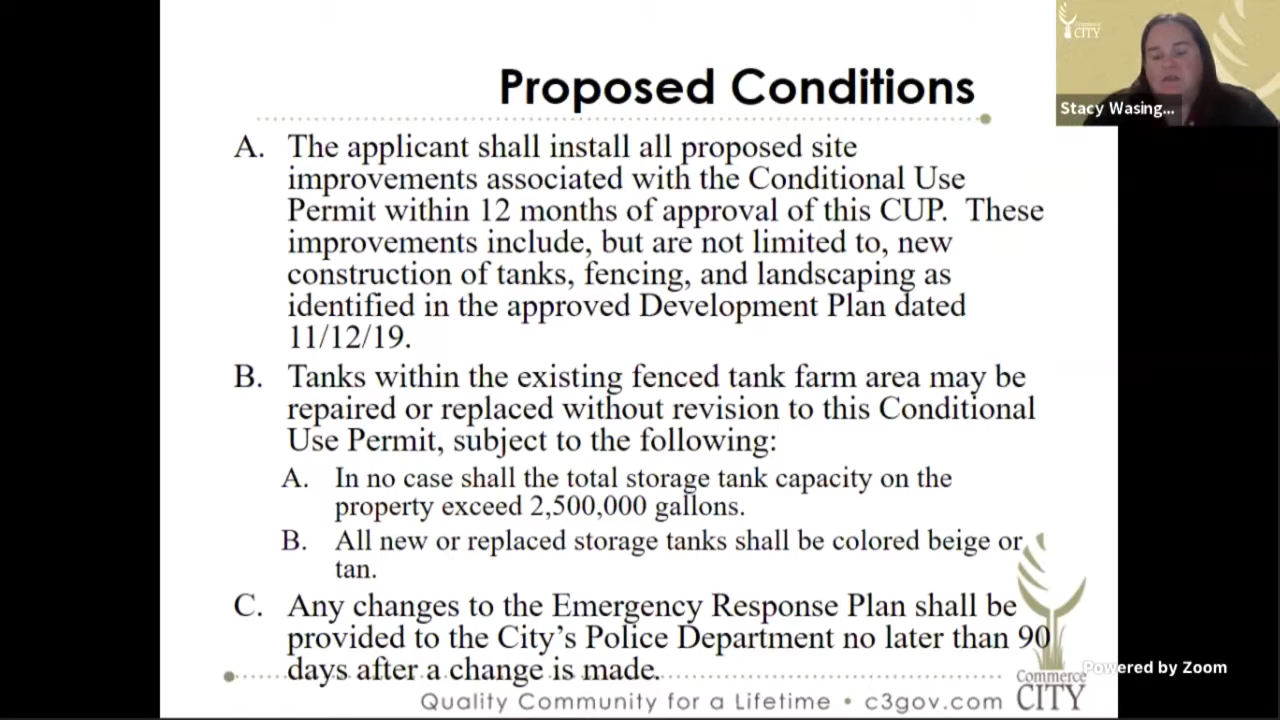 Proposed Conditions
Commerce
CITY
Stacy Wasing...
A. The applicant shall install all proposed site
improvements associated with the Conditional Use
Permit within 12 months of approval of this CUP. These
improvements include, but are not limited to, new
construction of tanks, fencing, and landscaping as
identified in the approved Development Plan dated
11/12/19.
B. Tanks within the existing fenced tank farm area may be
repaired or replaced without revision to this Conditional
Use Permit, subject to the following:
A. In no case shall the total storage tank capacity on the
property exceed 2,500,000 gallons.
B. All new or replaced storage tanks shall be colored beige or
tan.
C. Any changes to the Emergency Response Plan shall be
provided to the City's Police Department no later than 90
days after a change is made.
Powered by Zoom
Commerce
CITY
Quality Community for a Lifetime • c3gov.com